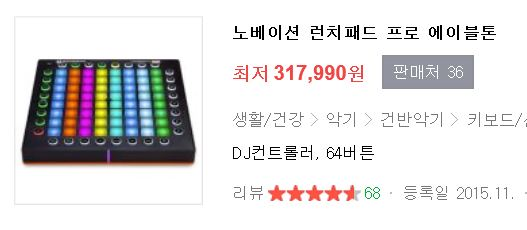 노베이션 런치패드 프로 에이블톤
최저 317,990원 판매처 36
생활/건강 > 악기 > 건반악기 > 키보드/
DJ컨트롤러, 64버튼
리뷰 68 · 등록일 2015.11. ·